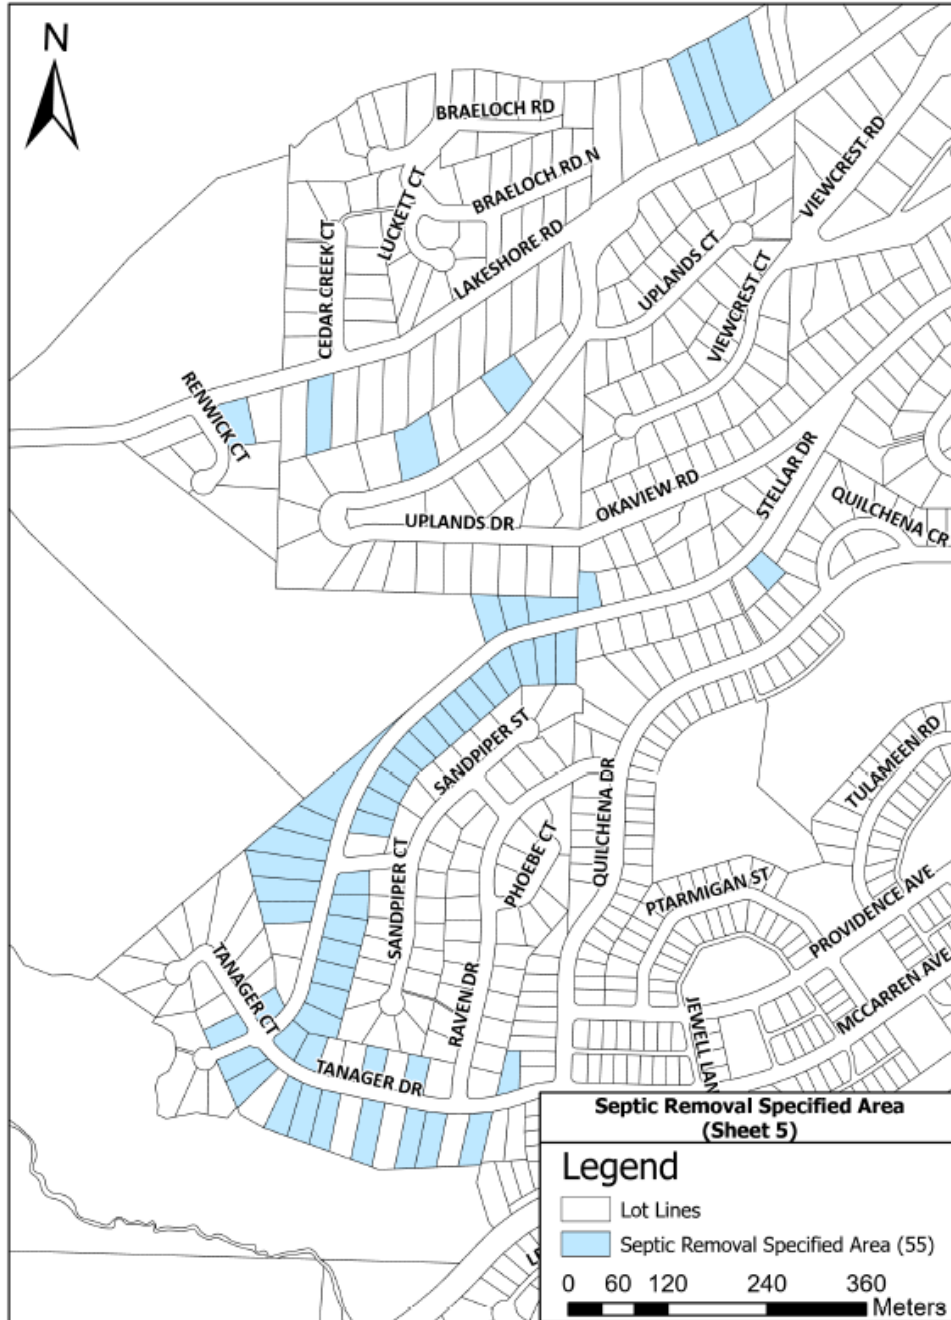 N
BRAELOCH RD
BRAELOCH RD N
LUCKETT CT
CEDAR CREEK CT
LAKESHORE RD
VIEWCREST RD
UPLANDS CT
VIEWCREST CT
RENWICK CT
STELLAR DR
OKAVIEW RD
QUILCHENA CR
UPLANDS DR
SANDPIPER ST
TULAMEEN RD
QUILCHENA DR
PHOEBE CT
SANDPIPER CT
PTARMIGAN ST
PROVIDENCE AVE
MCCARREN AVE
TANAGER CT
RAVEN DR
JEWELL LAN
TANAGER DR
Septic Removal Specified Area
(Sheet 5)
Legend
Lot Lines
Septic Removal Specified Area (55)
0 60 120 240 360
Meters